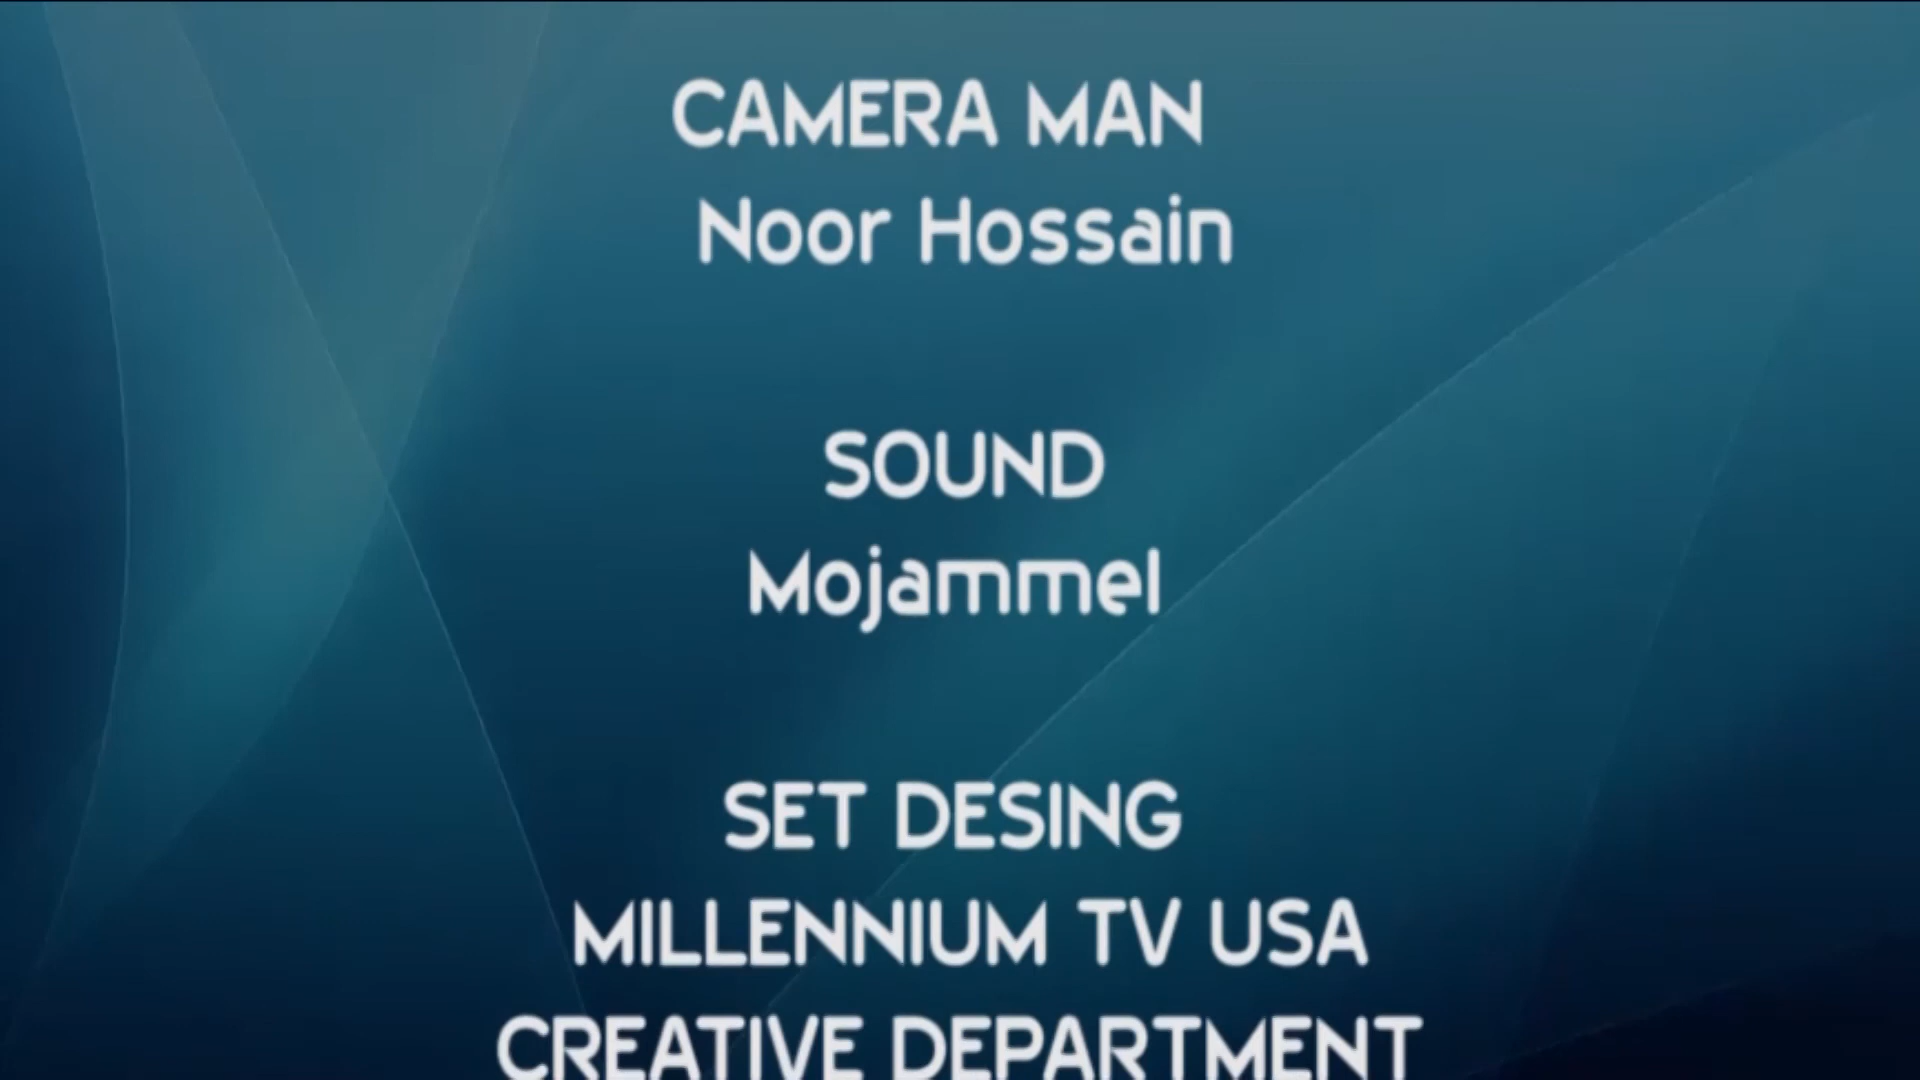 CAMERA MAN
Noor Hossain
SOUND
Mojammel
SET DESING
MILLENNIUM TV USA
CREATIVE DEPARTMENT